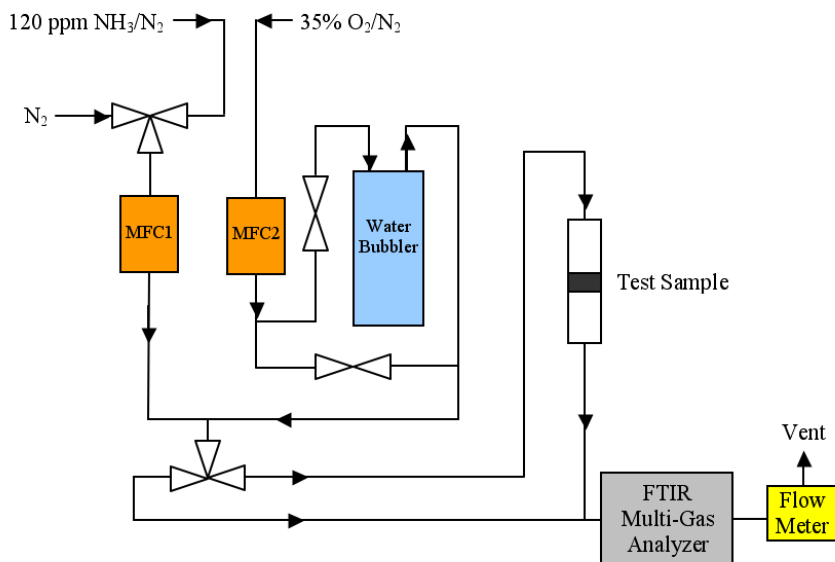 120 ppm NH₃/N₂
35% O₂/N₂
N₂
MFC1
MFC2
Water
Bubbler
Test Sample
Vent
FTIR
Multi-Gas
Analyzer
Flow
Meter